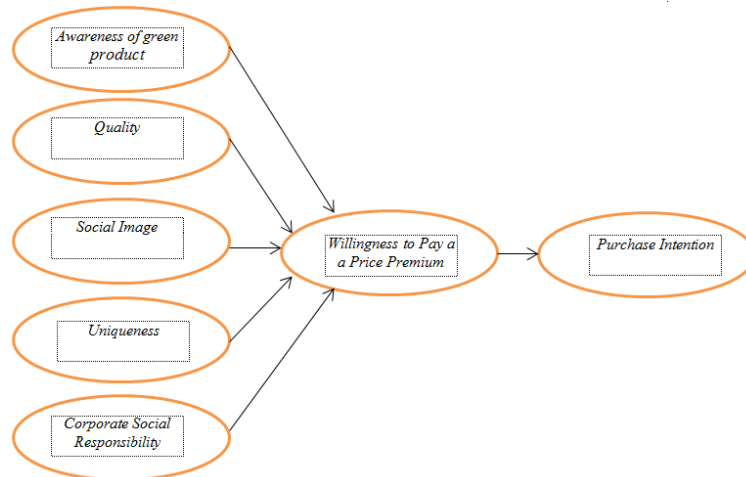 Awareness of green
product
Quality
Social Image
Uniqueness
Corporate Social
Responsibility
Willingness to Pay a
a Price Premium
Purchase Intention